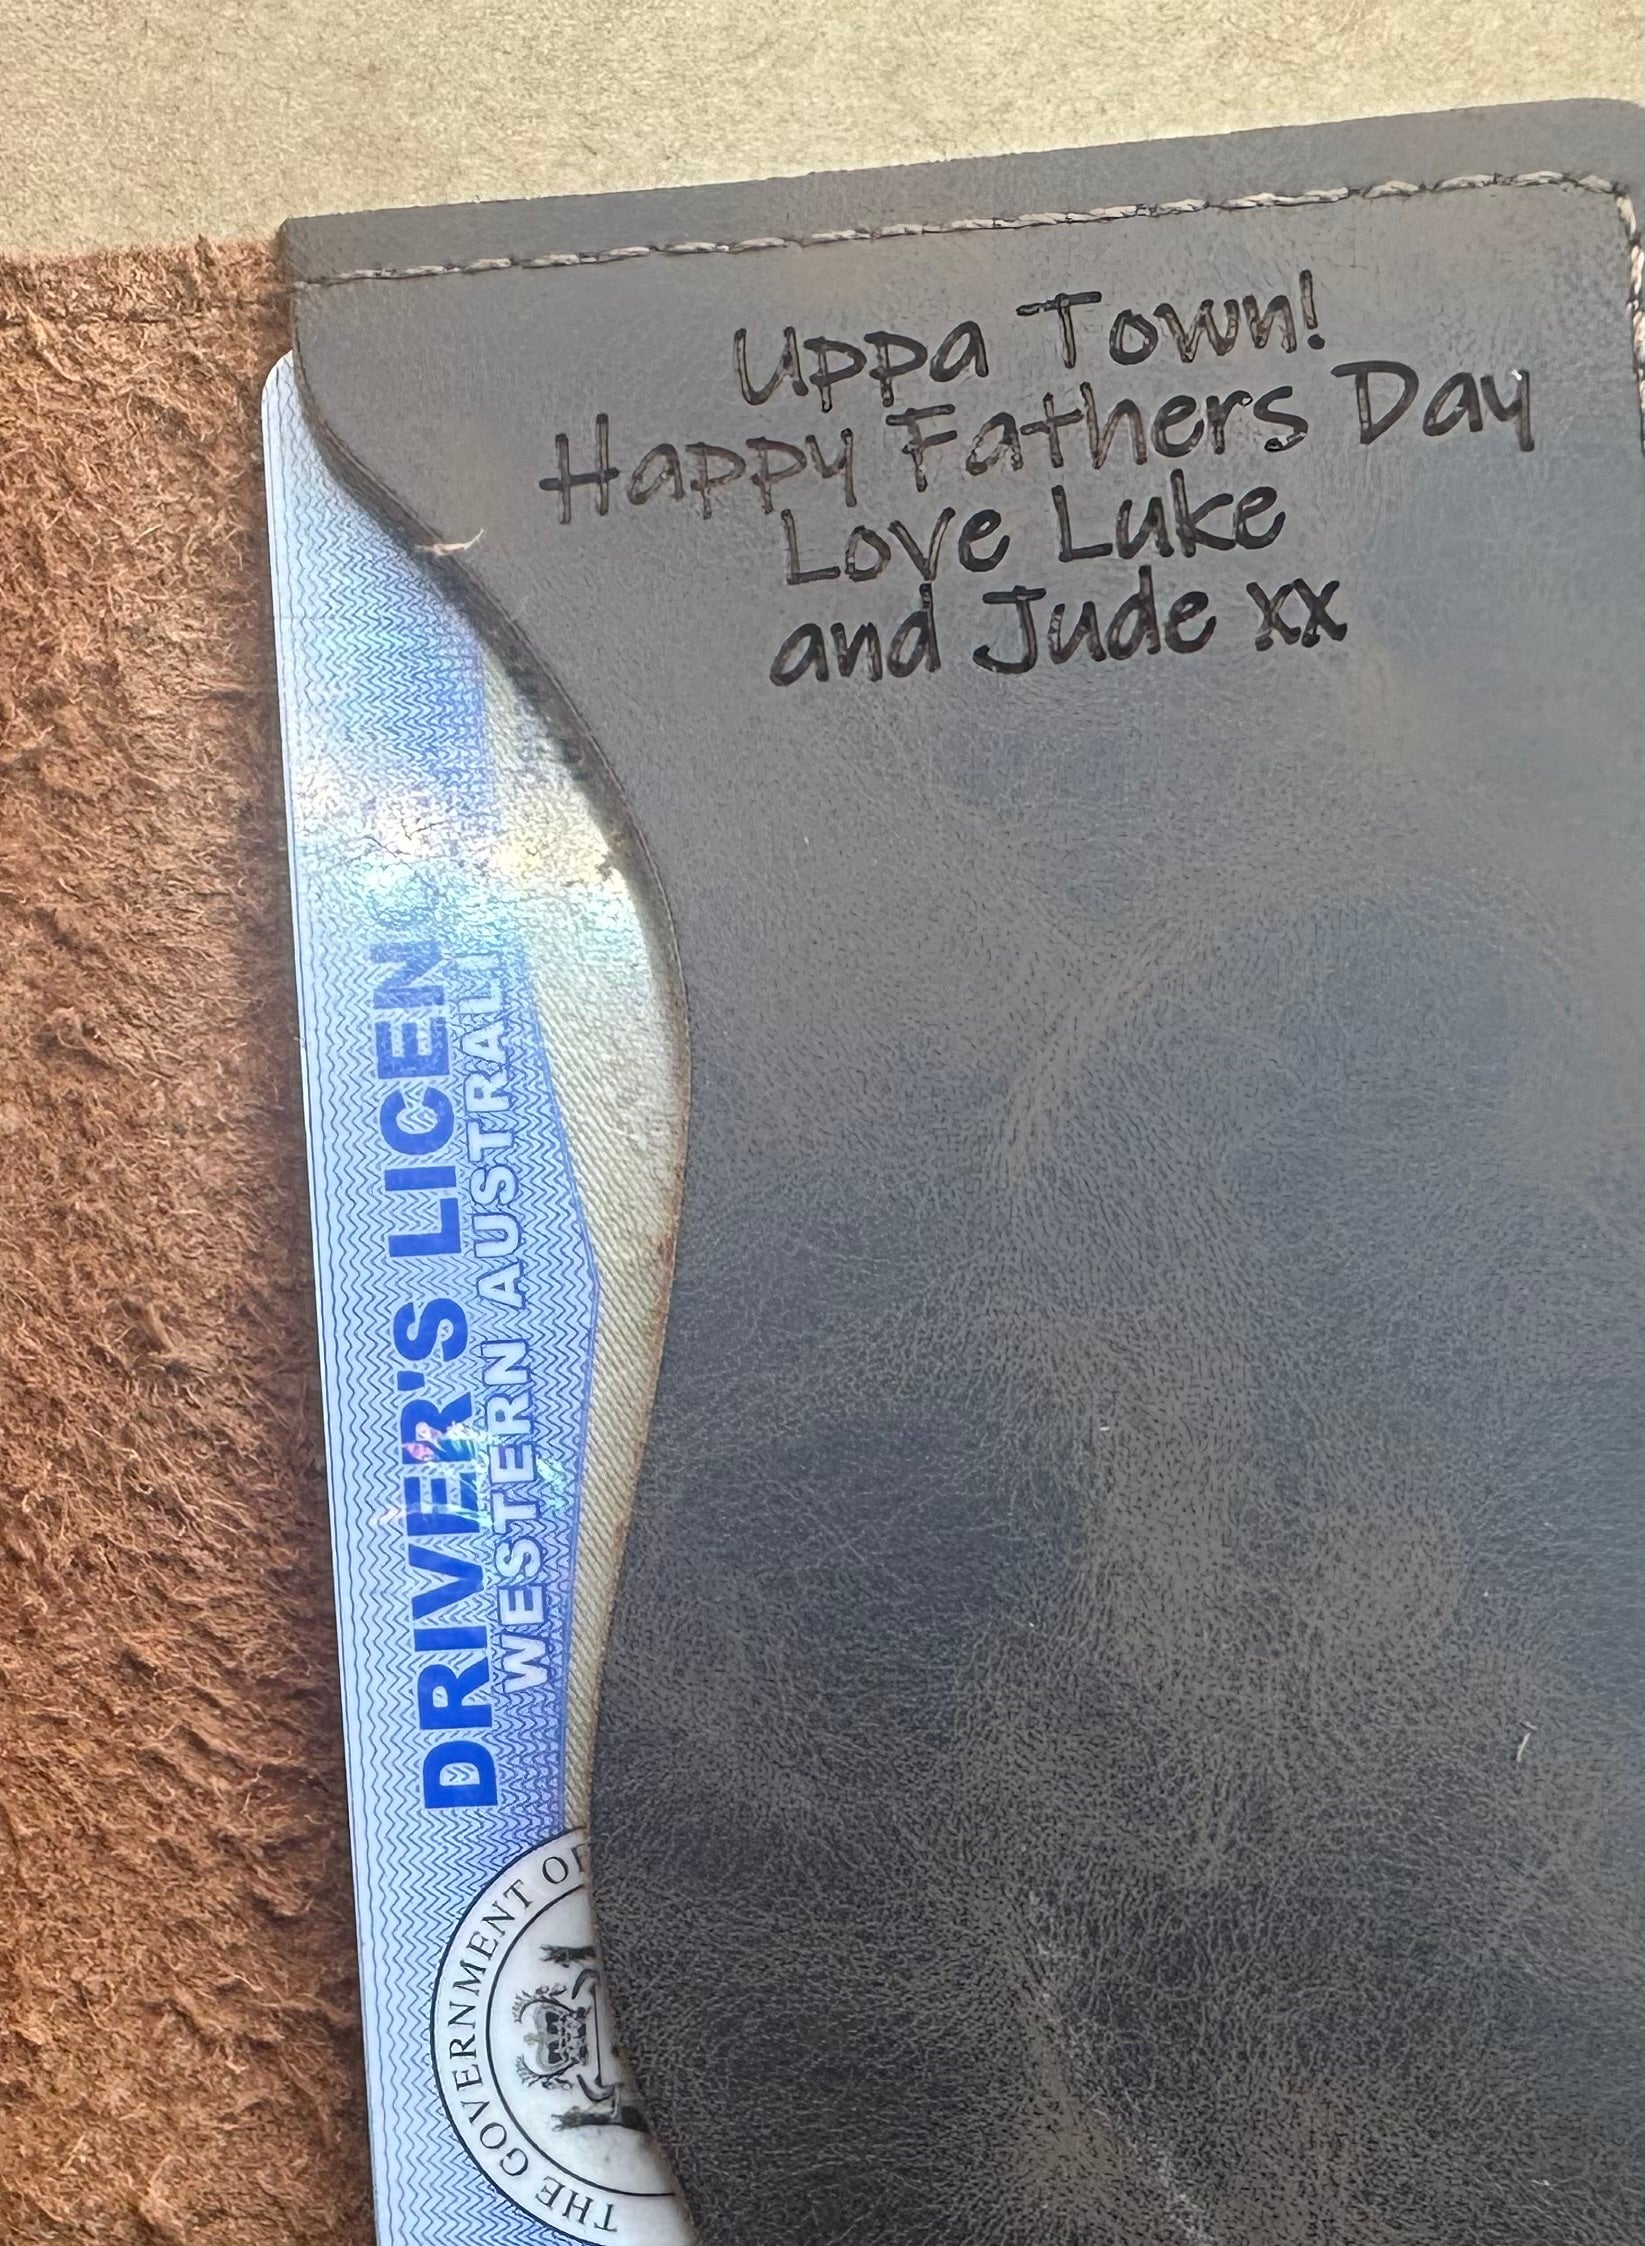 Uppa Town!
Happy Fathers Day
Love Luke
and Jude xx
DRIVER'S LICEN
WESTERN AUSTRALI
THE GOVERNMENT OF